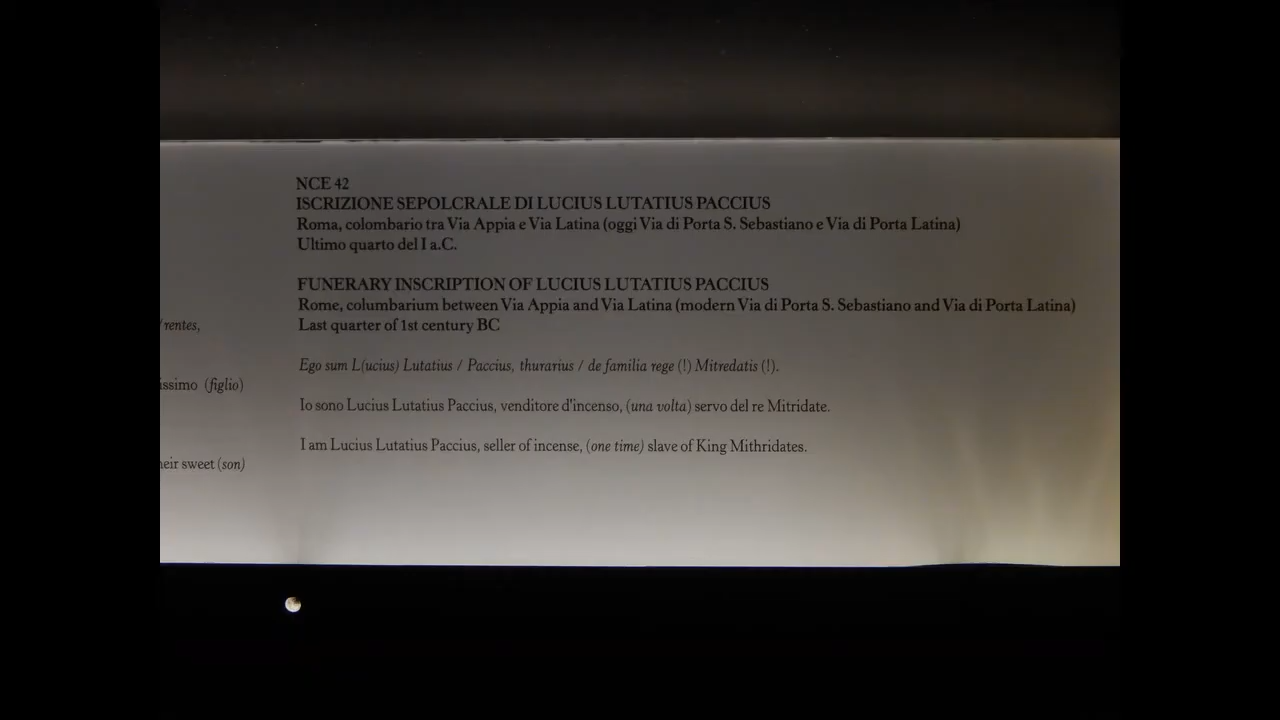 NCE 42
ISCRIZIONE SEPOLCRALE DI LUCIUS LUTATIUS PACCIUS
Roma, colombario tra Via Appia e Via Latina (oggi Via di Porta S. Sebastiano e Via di Porta Latina)
Ultimo quarto del I a.C.
FUNERARY INSCRIPTION OF LUCIUS LUTATIUS PACCIUS
Rome, columbarium between Via Appia and Via Latina (modern Via di Porta S. Sebastiano and Via di Porta Latina)
Last quarter of 1st century BC
Ego sum L(ucius) Lutatius / Paccius, thurarius / de familia rege (!) Mitredatis (!).
Io sono Lucius Lutatius Paccius, venditore d'incenso, (una volta) servo del re Mitridate.
I am Lucius Lutatius Paccius, seller of incense, (one time) slave of King Mithridates.
rentes,
issimo (figlio)
eir sweet (son)